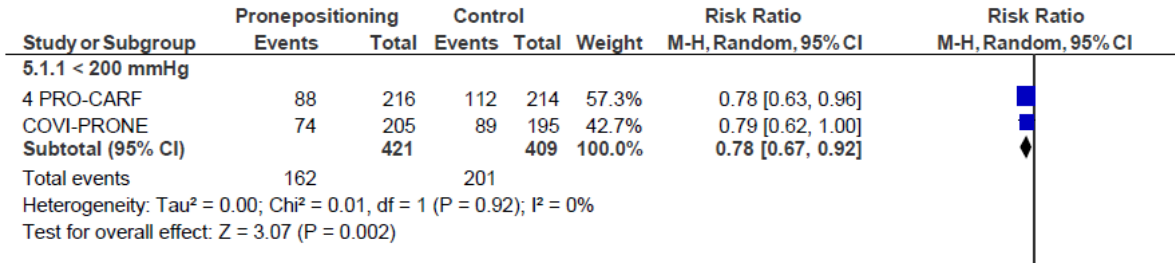 Pronepositioning Control Risk Ratio Risk Ratio
Study or Subgroup Events Total Events Total Weight M-H, Random, 95% CI M-H, Random, 95% CI
5.1.1 < 200 mmHg
4 PRO-CARF 88 216 112 214 57.3% 0.78 [0.63, 0.96]
COVI-PRONE 74 205 89 195 42.7% 0.79 [0.62, 1.00]
Subtotal (95% CI) 421 409 100.0% 0.78 [0.67, 0.92]
Total events 162 201
Heterogeneity: Tau² = 0.00; Chi² = 0.01, df = 1 (P = 0.92); I² = 0%
Test for overall effect: Z = 3.07 (P = 0.002)